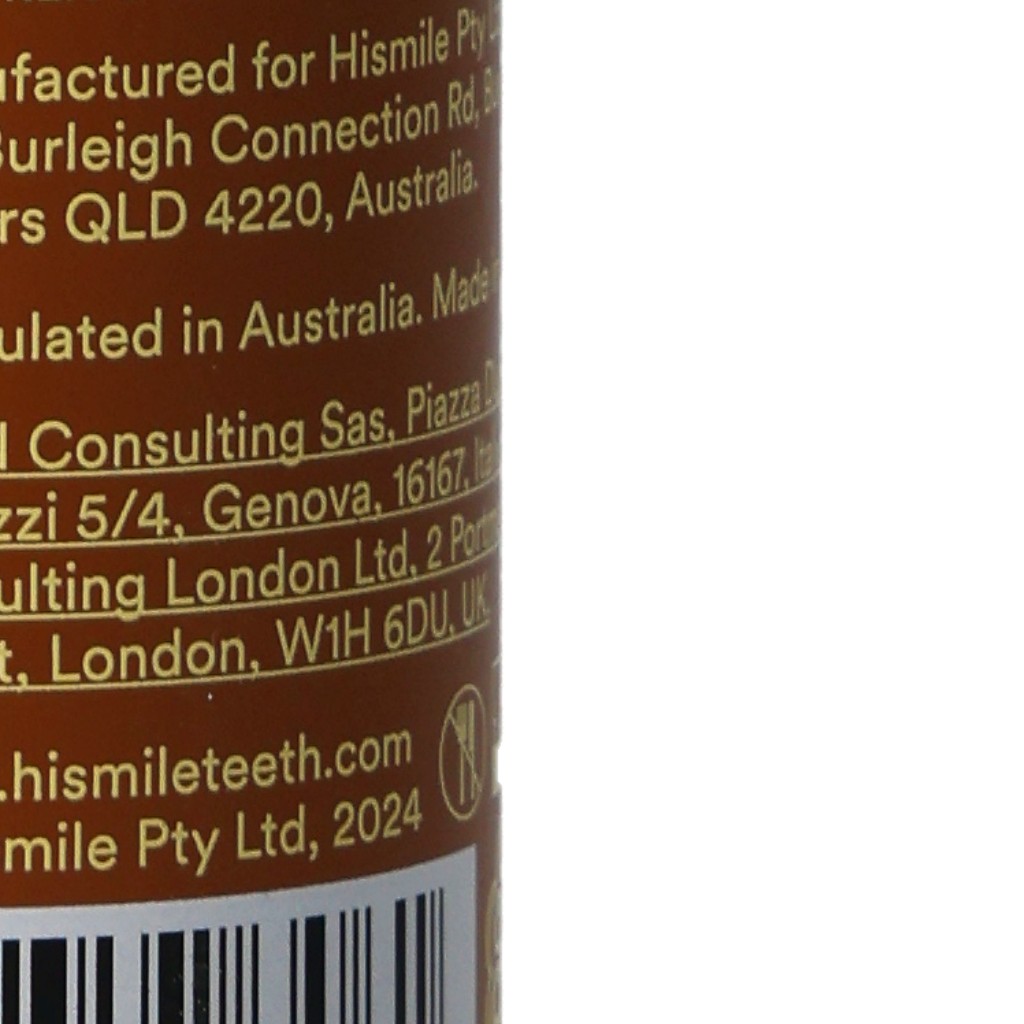 ufactured for Hismile Pty
Burleigh Connection Rd,
rs QLD 4220, Australia.
ulated in Australia. Made
l Consulting Sas, Piazza
zzi 5/4, Genova, 16167,
ulting London Ltd, 2
t, London, W1H 6DU, UK.
.hismileteeth.com
smile Pty Ltd, 2024